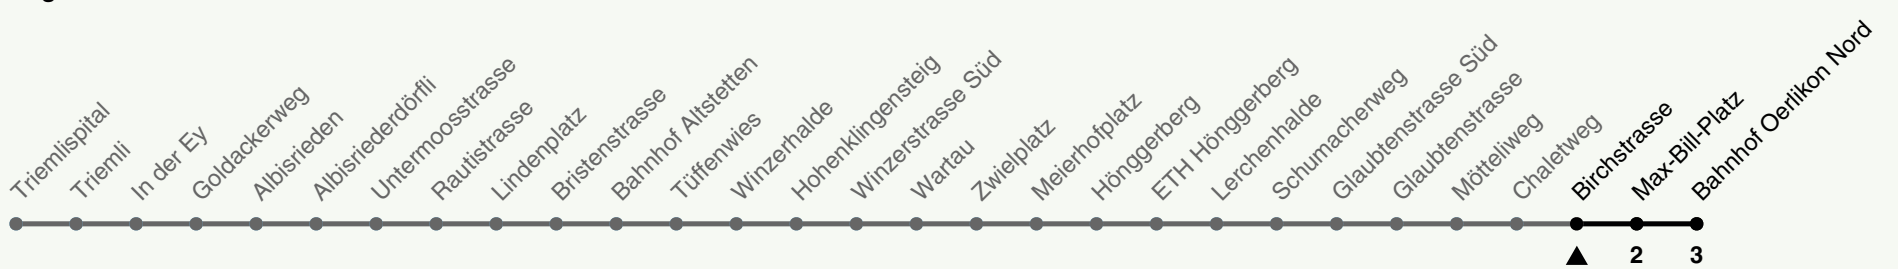 Triemlispital
Triemli
In der Ey
Goldackerweg
Albisrieden
Albisriederdörfli
Untermoosstrasse
Rautistrasse
Lindenplatz
Bristenstrasse
Bahnhof Altstetten
Tüffenwies
Winzerhalde
Hohenklingensteig
Winzerstrasse Süd
Wartau
Zwielplatz
Meierhofplatz
Hönggerberg
ETH Hönggerberg
Lerchenhalde
Schumacherweg
Glaubtenstrasse Süd
Glaubtenstrasse
Mötteliweg
Chaletweg
Birchstrasse
Max-Bill-Platz
Bahnhof Oerlikon Nord
2 3